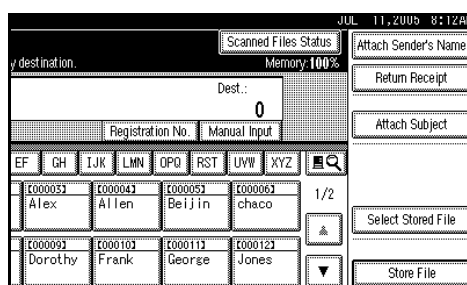 JUL 11,2005 8:12A
Scanned Files Status
Attach Sender's Name
y destination.
Memory:100%
Return Receipt
Dest.:
0
Attach Subject
Registration No.
Manual Input
EF GH IJK LMN OPQ RST UVW XYZ
[00003] [00004] [00005] [00006]
Alex Allen Beijin chaco
1/2
Select Stored File
[00009] [00010] [00011] [00012]
Dorothy Frank George Jones
▲
▼
Store File